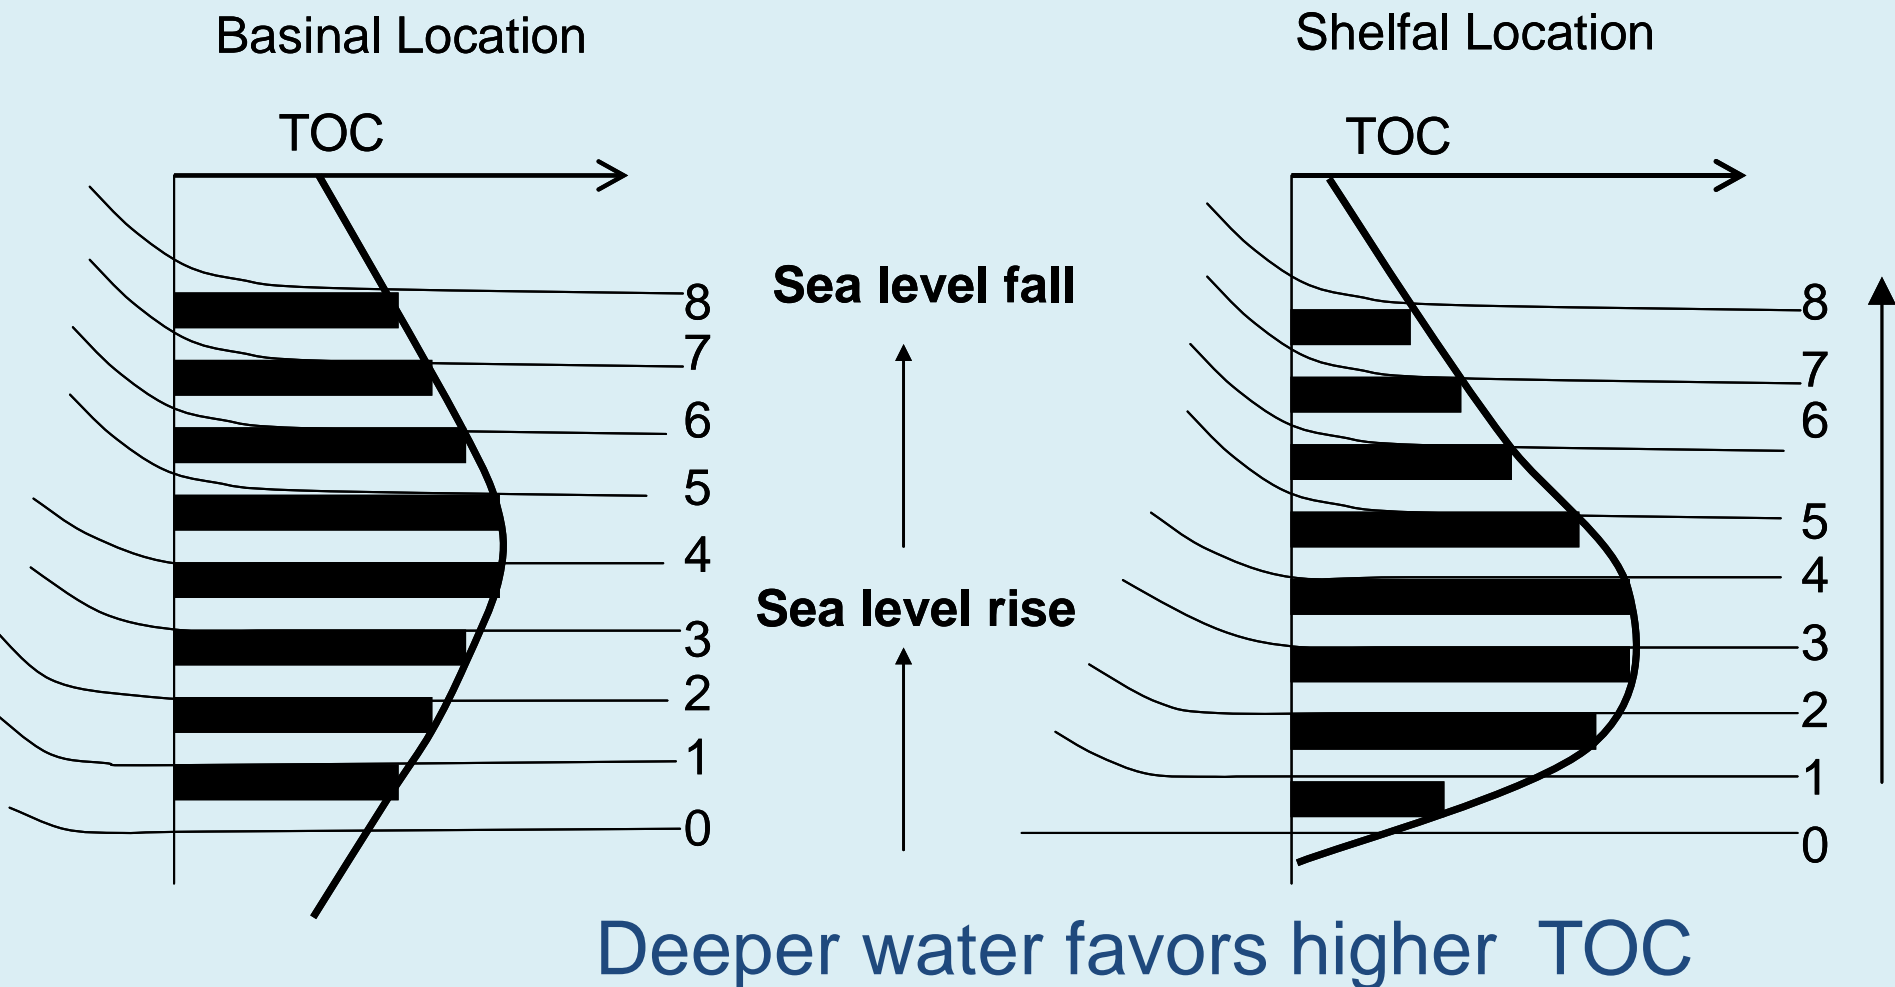 Basinal Location
TOC
8
7
6
5
4
3
2
1
0
Sea level fall
Sea level rise
Shelfal Location
TOC
8
7
6
5
4
3
2
1
0
Deeper water favors higher TOC